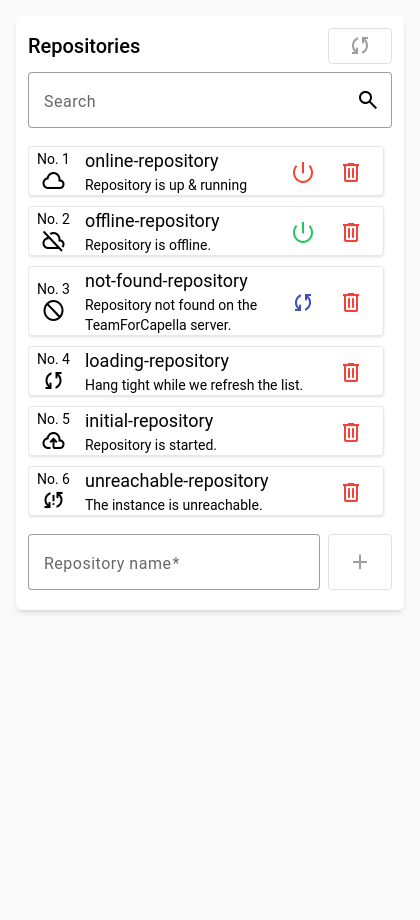 Repositories
Search
No. 1
online-repository
Repository is up & running
No. 2
offline-repository
Repository is offline.
No. 3
not-found-repository
Repository not found on the
TeamForCapella server.
No. 4
loading-repository
Hang tight while we refresh the list.
No. 5
initial-repository
Repository is started.
No. 6
unreachable-repository
The instance is unreachable.
Repository name*